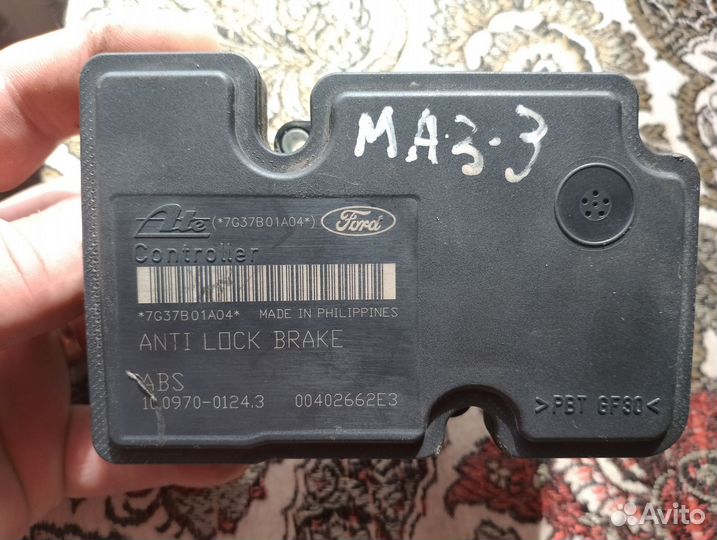 MA3-3
Ate (*7G37B01A04*) Ford
Controller
*7G37B01A04* MADE IN PHILIPPINES
ANTI LOCK BRAKE
ABS
10.0970-0124.3 00402662E3
>PBT GF30<
Avito